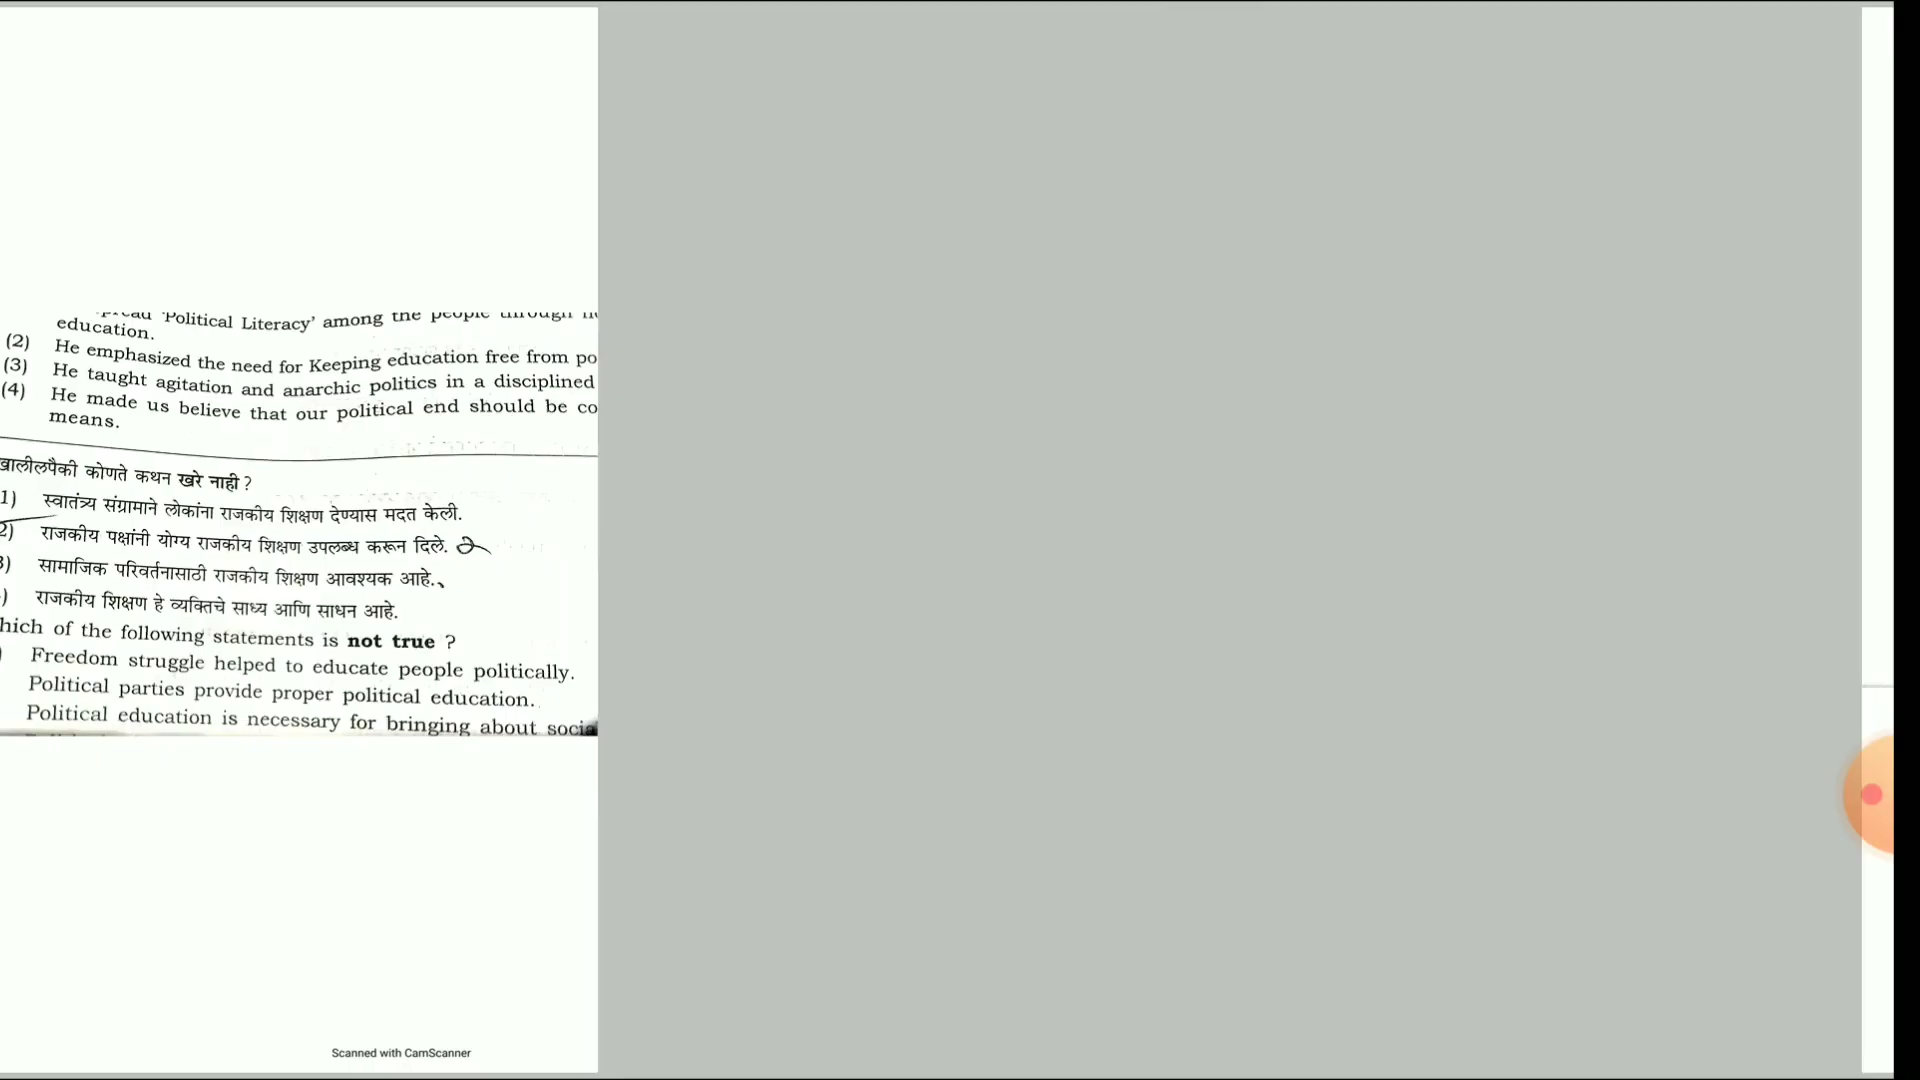 'Political Literacy' among the people through
education.
(2) He emphasized the need for Keeping education free from po
(3) He taught agitation and anarchic politics in a disciplined
(4) He made us believe that our political end should be co
means.
खालीलपैकी कोणते कथन खरे नाही ?
1) स्वातंत्र्य संग्रामाने लोकांना राजकीय शिक्षण देण्यास मदत केली.
2) राजकीय पक्षांनी योग्य राजकीय शिक्षण उपलब्ध करून दिले.
3) सामाजिक परिवर्तनासाठी राजकीय शिक्षण आवश्यक आहे.
) राजकीय शिक्षण हे व्यक्तिचे साध्य आणि साधन आहे.
hich of the following statements is not true ?
) Freedom struggle helped to educate people politically.
Political parties provide proper political education.
Political education is necessary for bringing about socia
Scanned with CamScanner